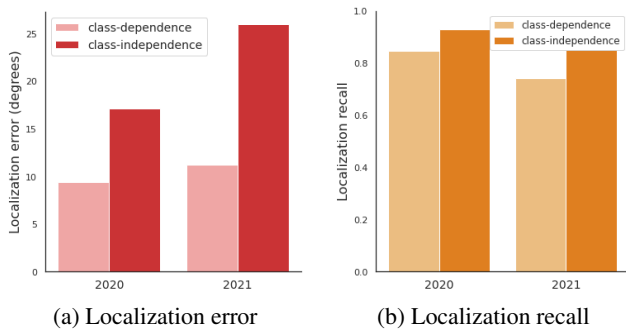 class-dependence
class-independence
Localization error (degrees)
25
20
15
10
5
0
2020
2021
(a) Localization error
class-dependence
class-independence
Localization recall
1.0
0.8
0.6
0.4
0.2
0.0
2020
2021
(b) Localization recall